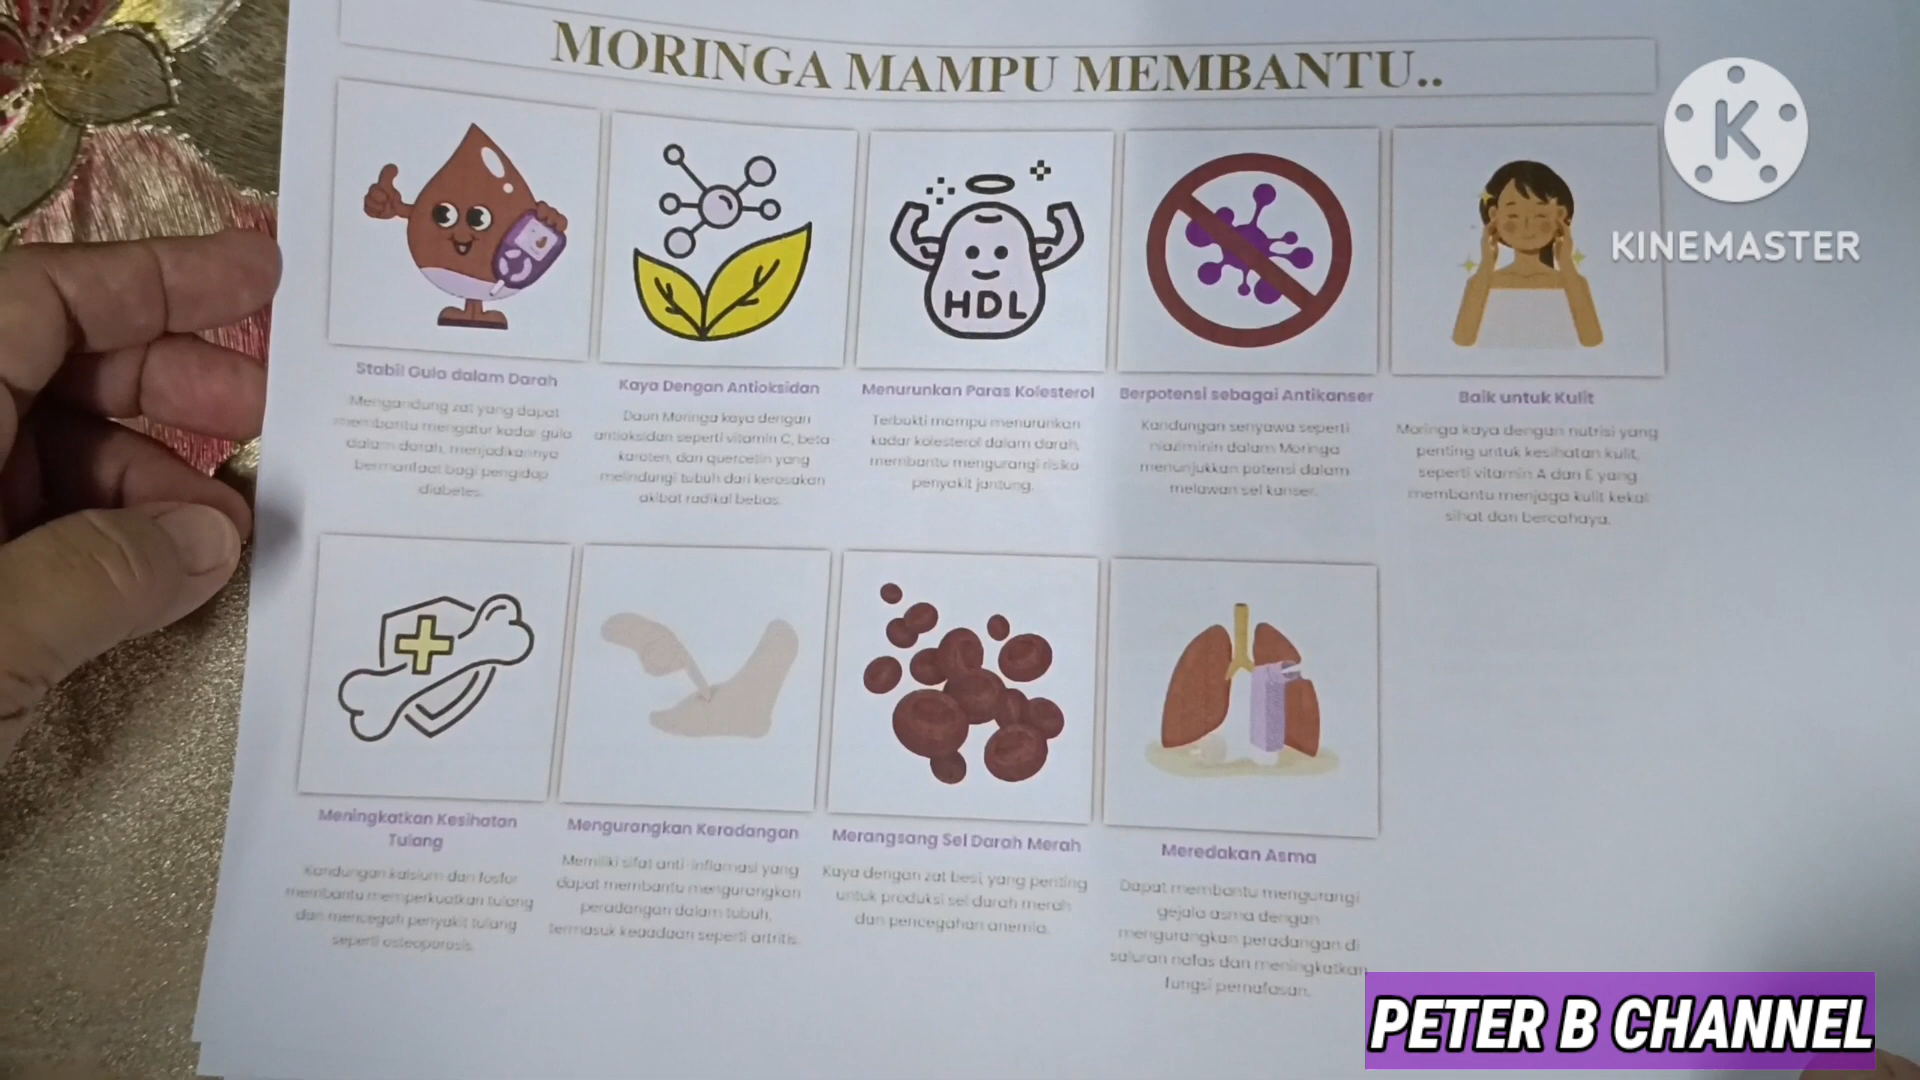 MORINGA MAMPU MEMBANTU..
K
KINEMASTER
HDL
Stabil Gula dalam Darah
Mengandung zat yang dapat
membantu mengatur kadar gula
dalam darah, menjadikannya
bermanfaat bagi pengidap
diabetes.
Kaya Dengan Antioksidan
Daun Moringa kaya dengan
antioksidan seperti vitamin C, beta-
karoten, dan quercetin yang
melindungi tubuh dari kerosakan
akibat radikal bebas.
Menurunkan Paras Kolesterol
Terbukti mampu menurunkan
kadar kolesterol dalam darah,
membantu mengurangi risiko
penyakit jantung.
Berpotensi sebagai Antikanser
Kandungan senyawa seperti
niaziminin dalam Moringa
menunjukkan potensi dalam
melawan sel kanser.
Baik untuk Kulit
Moringa kaya dengan nutrisi yang
penting untuk kesihatan kulit,
seperti vitamin A dan E yang
membantu menjaga kulit kekal
sihat dan bercahaya.
Meningkatkan Kesihatan
Tulang
Kandungan kalsium dan fosfor
membantu memperkuatkan tulang
dan mencegah penyakit tulang
seperti osteoporosis.
Mengurangkan Keradangan
Memiliki sifat anti-inflamasi yang
dapat membantu mengurangkan
peradangan dalam tubuh,
termasuk keadaan seperti artritis.
Merangsang Sel Darah Merah
Kaya dengan zat besi, yang penting
untuk produksi sel darah merah
dan pencegahan anemia.
Meredakan Asma
Dapat membantu mengurangi
gejala asma dengan
mengurangkan peradangan di
saluran nafas dan meningkatkan
fungsi pernafasan.
PETER B CHANNEL